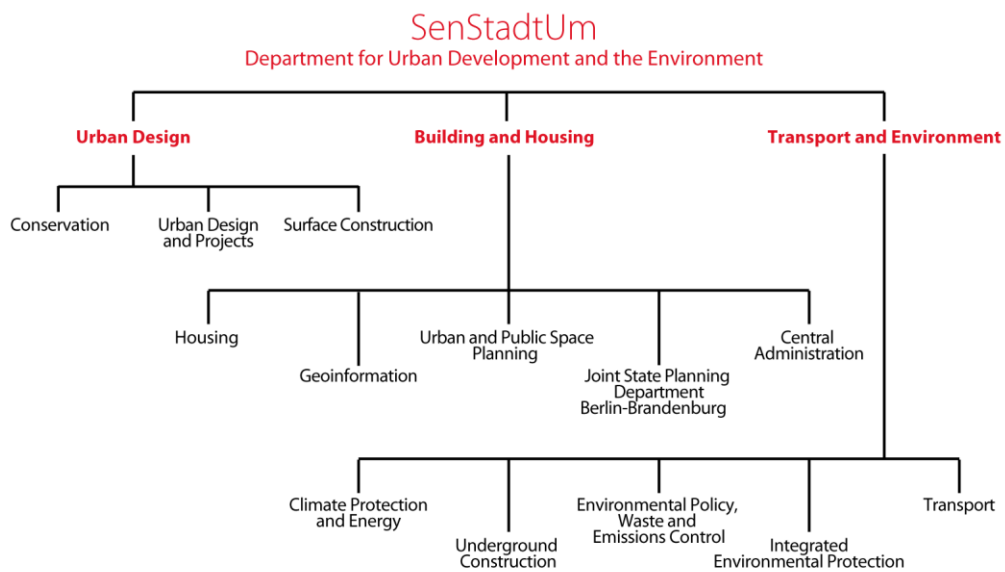 SenStadtUm
Department for Urban Development and the Environment
Urban Design
Building and Housing
Transport and Environment
Conservation
Urban Design
and Projects
Surface Construction
Housing
Geoinformation
Urban and Public Space
Planning
Joint State Planning
Department
Berlin-Brandenburg
Central
Administration
Climate Protection
and Energy
Underground
Construction
Environmental Policy,
Waste and
Emissions Control
Integrated
Environmental Protection
Transport